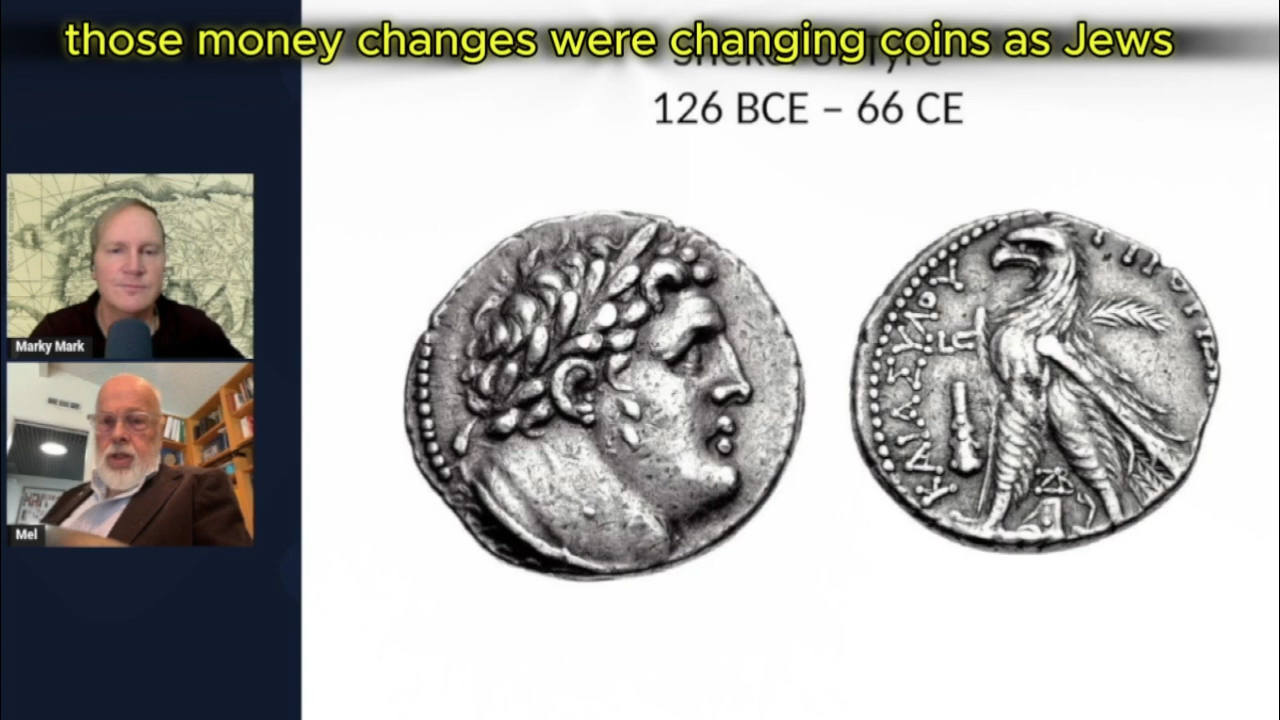 those money changes were changing coins as Jews
126 BCE – 66 CE
Marky Mark
Mel